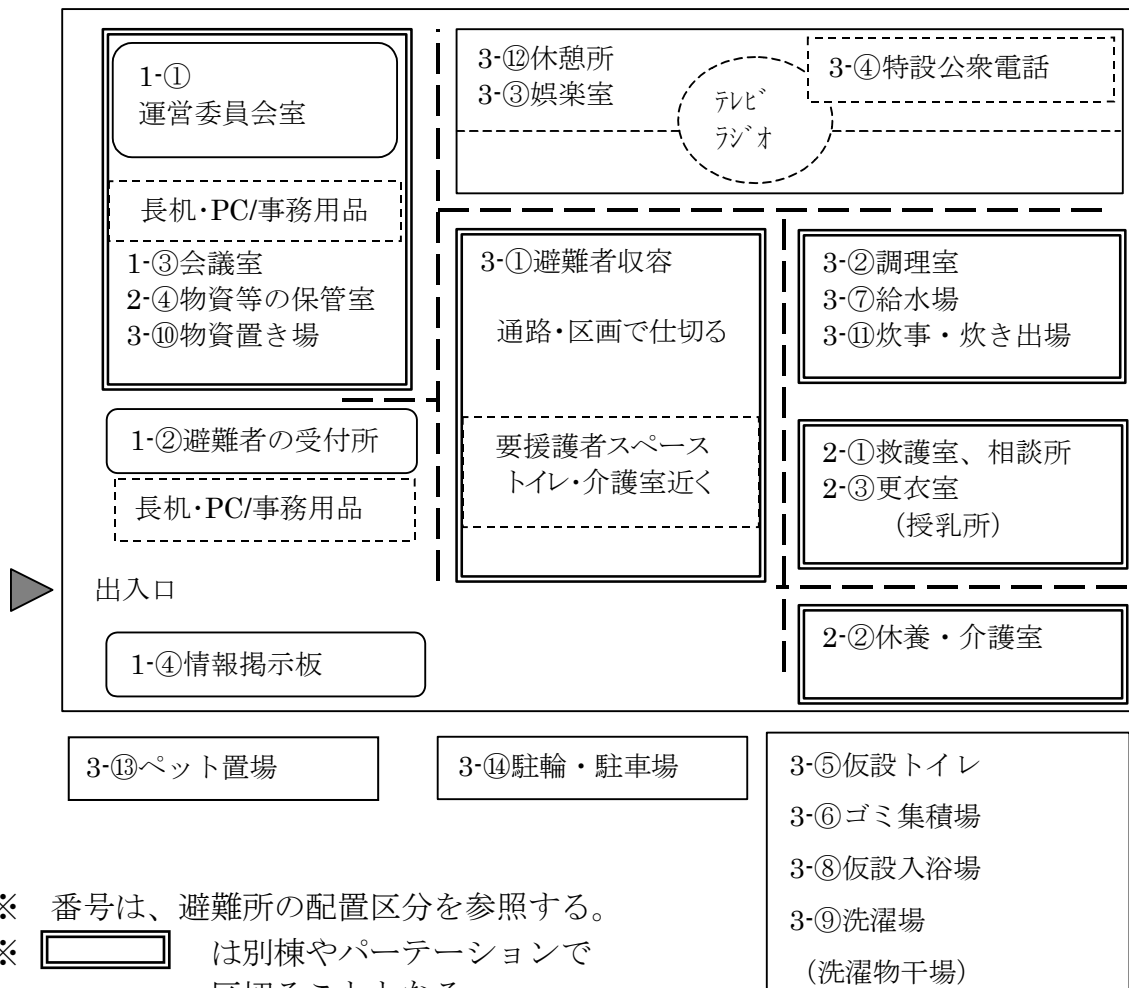 1-①
運営委員会室
長机・PC/事務用品
1-③会議室
2-④物資等の保管室
3-⑩物資置き場
1-②避難者の受付所
長机・PC/事務用品
出入口
1-④情報掲示板
3-⑫休憩所
3-③娯楽室
ﾃﾚﾋﾞ
ﾗｼﾞｵ
3-④特設公衆電話
3-①避難者収容
通路・区画で仕切る
要援護者スペース
トイレ・介護室近く
3-②調理室
3-⑦給水場
3-⑪炊事・炊き出場
2-①救護室、相談所
2-③更衣室
(授乳所)
2-②休養・介護室
3-⑬ペット置場
3-⑭駐輪・駐車場
3-⑤仮設トイレ
3-⑥ゴミ集積場
3-⑧仮設入浴場
3-⑨洗濯場
(洗濯物干場)
※ 番号は、避難所の配置区分を参照する。
※ は別棟やパーテーションで